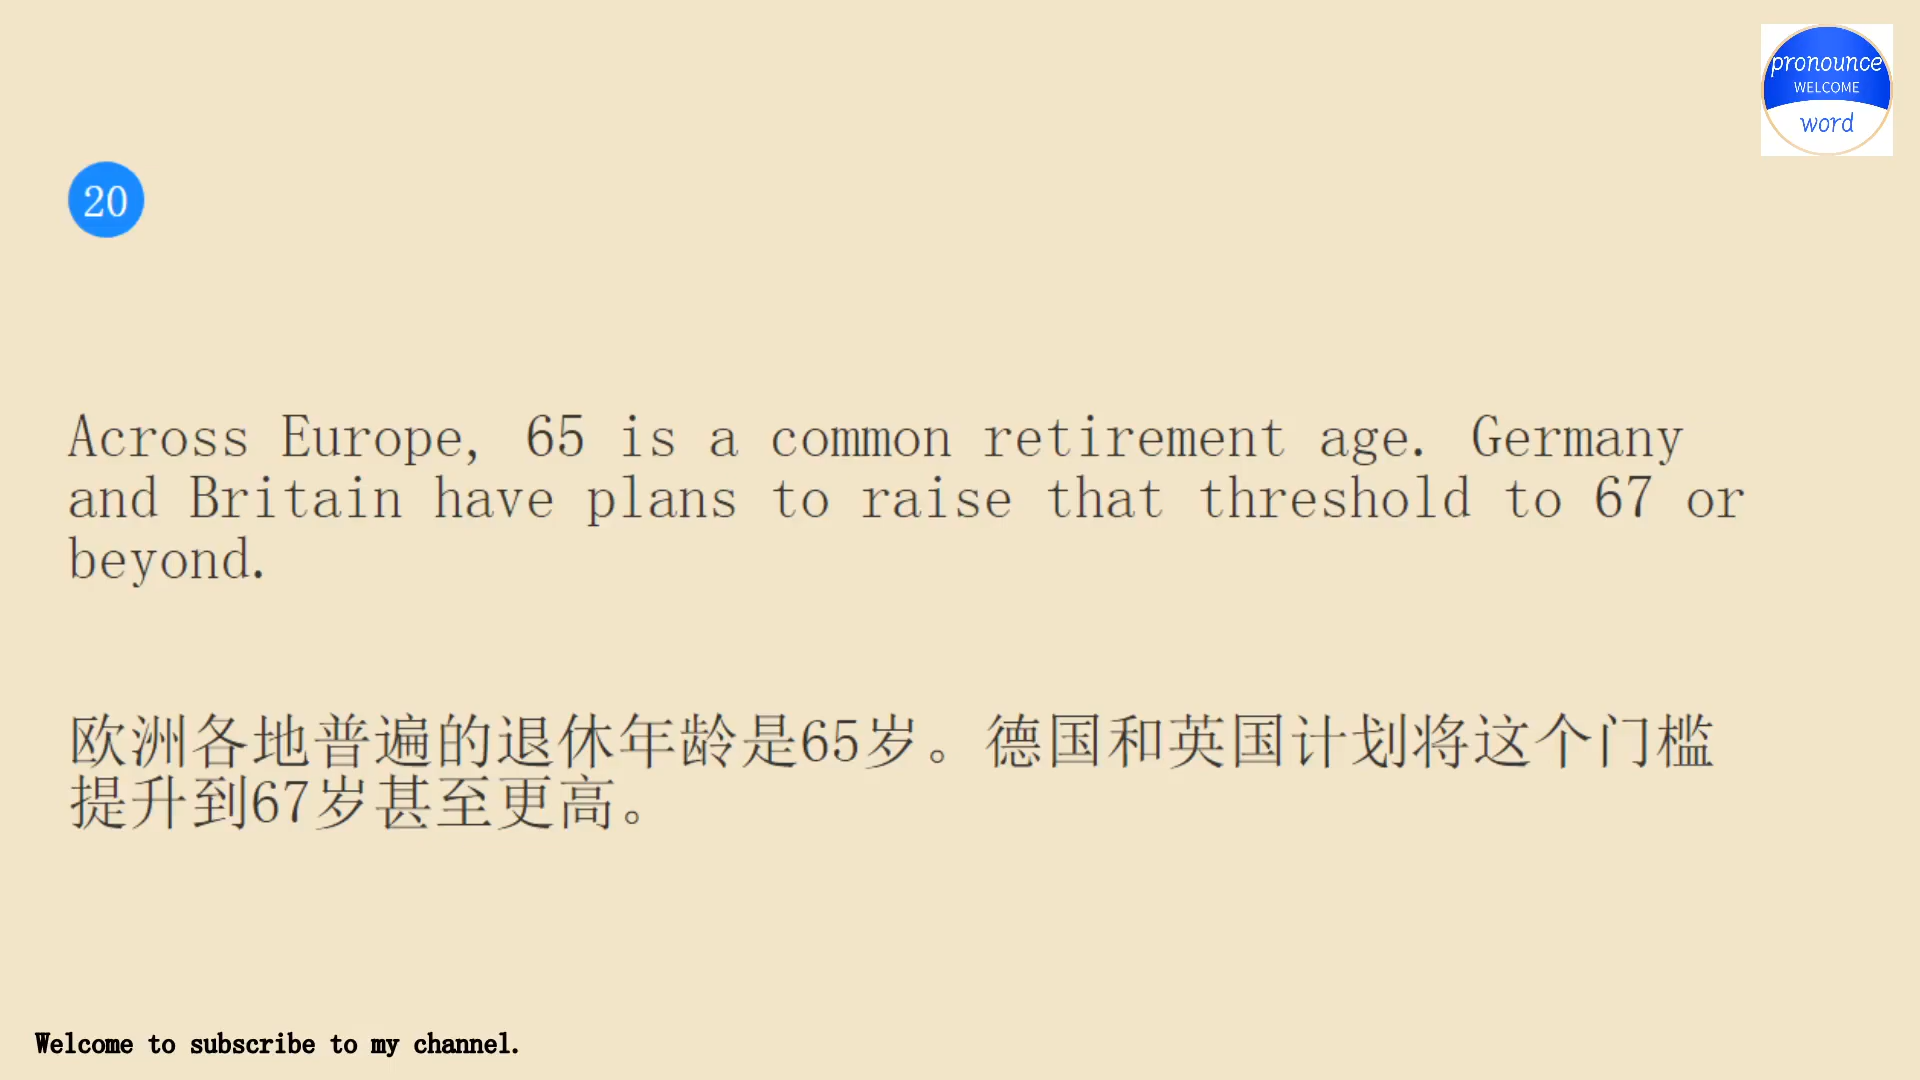 pronounce
WELCOME
word
20
Across Europe, 65 is a common retirement age. Germany
and Britain have plans to raise that threshold to 67 or
beyond.
欧洲各地普遍的退休年龄是65岁。德国和英国计划将这个门槛
提升到67岁甚至更高。
Welcome to subscribe to my channel.